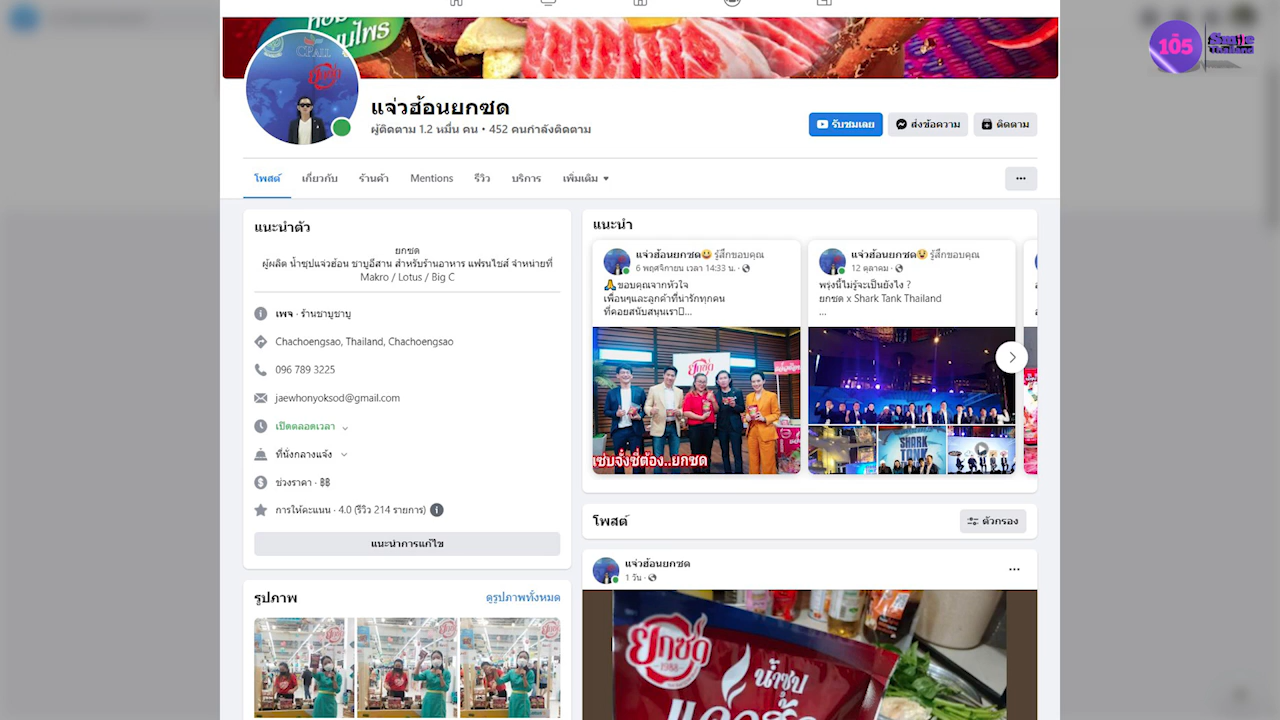 105 Smile Thailand
CPALL
ยกซด
แจ่วฮ้อนยกซด
ผู้ติดตาม 1.2 หมื่น คน • 452 คนกำลังติดตาม
รับชมเลย
ส่งข้อความ
ติดตาม
โพสต์ เกี่ยวกับ ร้านค้า Mentions รีวิว บริการ เพิ่มเติม
แนะนำตัว
ยกซด
ผู้ผลิต น้ำซุปแจ่วฮ้อน ชาบูอีสาน สำหรับร้านอาหาร แฟรนไชส์ จำหน่ายที่
Makro / Lotus / Big C
เพจ · ร้านชาบูชาบู
Chachoengsao, Thailand, Chachoengsao
096 789 3225
jaewhonyoksod@gmail.com
เปิดตลอดเวลา
ที่นั่งกลางแจ้ง
ช่วงราคา · ฿฿
การให้คะแนน · 4.0 (รีวิว 214 รายการ)
แนะนำการแก้ไข
รูปภาพ
ดูรูปภาพทั้งหมด
แนะนำ
แจ่วฮ้อนยกซด😃 รู้สึกขอบคุณ
6 พฤศจิกายน เวลา 14:33 น. ·
🙏ขอบคุณจากหัวใจ
เพื่อนๆและลูกค้าที่น่ารักทุกคน
ที่คอยสนับสนุนเรา...
ยกซด
เซบจั่งซี่ต้อง..ยกซด
แจ่วฮ้อนยกซด😉 รู้สึกขอบคุณ
12 ตุลาคม ·
พรุ่งนี้ไม่รู้จะเป็นยังไง ?
ยกซด x Shark Tank Thailand
...
SHARK TANK
โพสต์
ตัวกรอง
แจ่วฮ้อนยกซด
1 วัน ·
ยกซด
1988
น้ำซุป